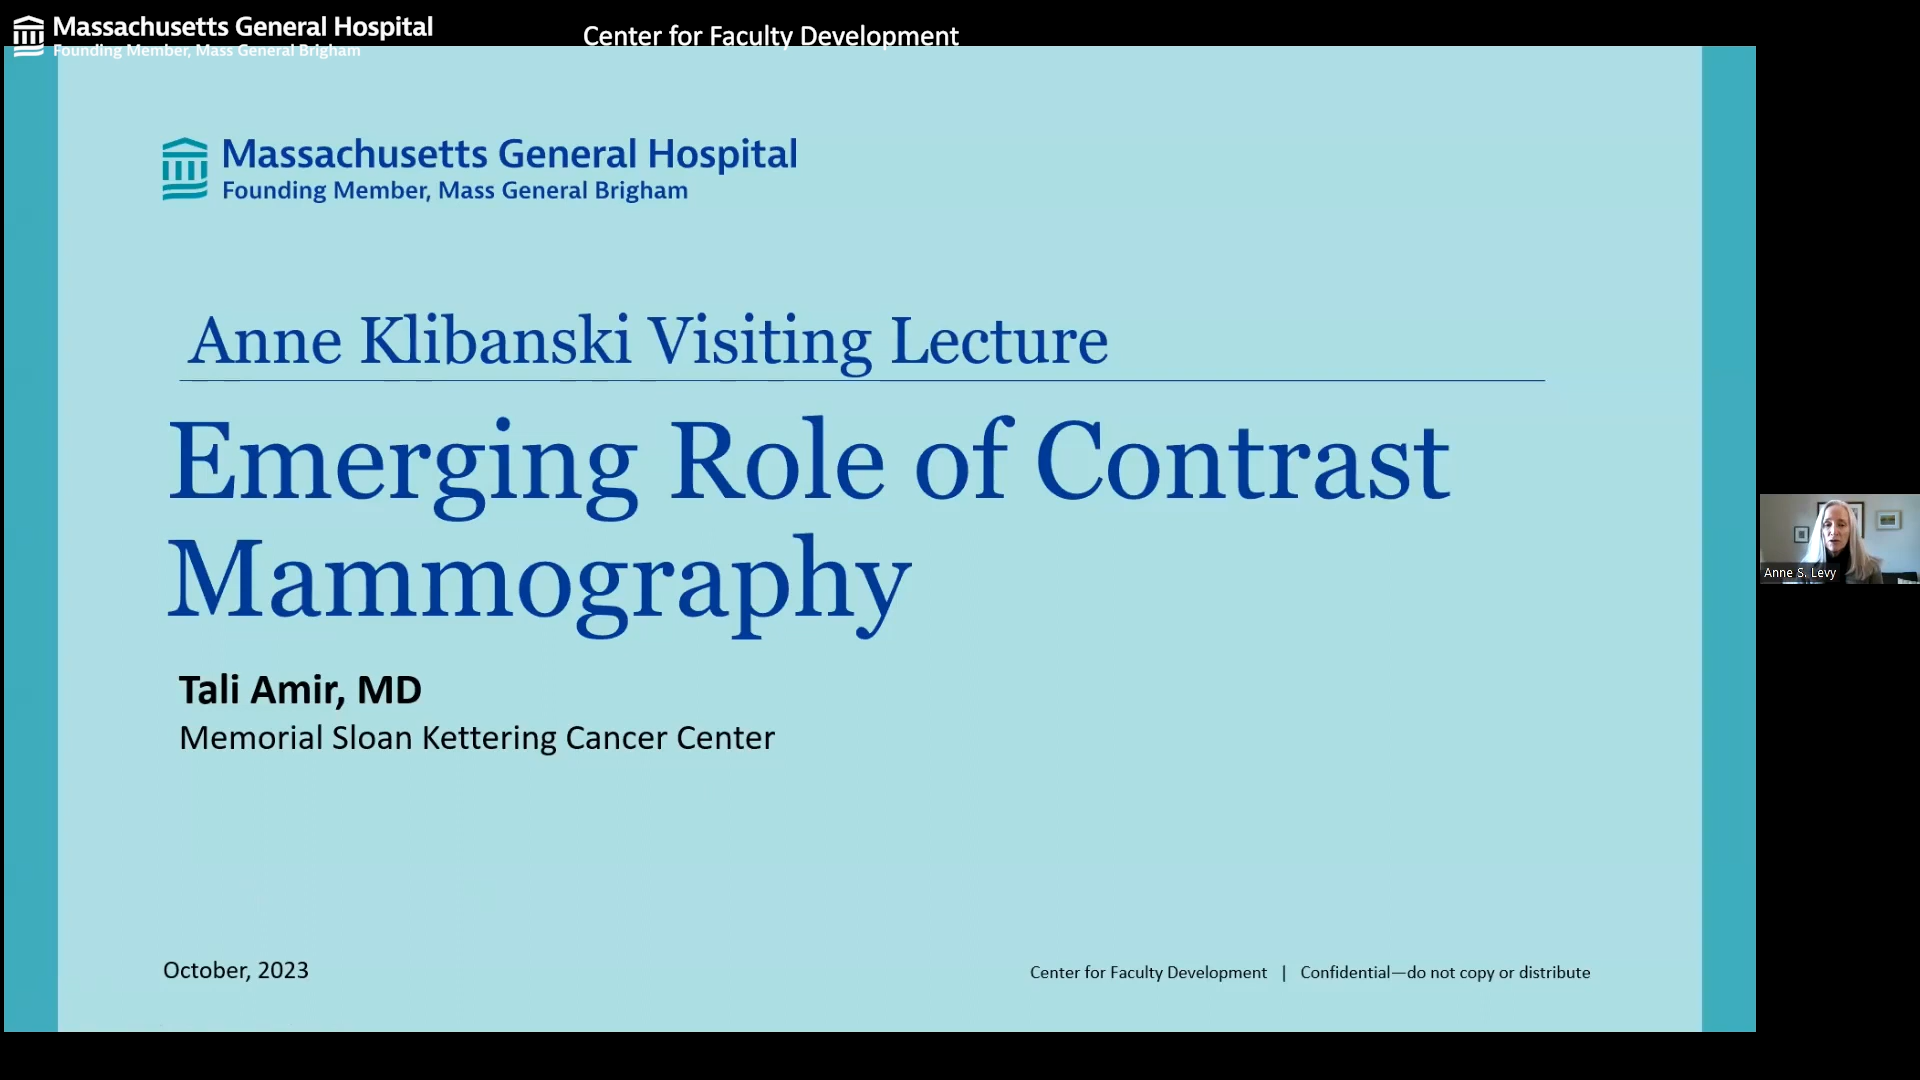 Massachusetts General Hospital
Founding Member, Mass General Brigham
Center for Faculty Development
Massachusetts General Hospital
Founding Member, Mass General Brigham
Anne Klibanski Visiting Lecture
Emerging Role of Contrast
Mammography
Tali Amir, MD
Memorial Sloan Kettering Cancer Center
Anne S. Levy
October, 2023
Center for Faculty Development | Confidential—do not copy or distribute